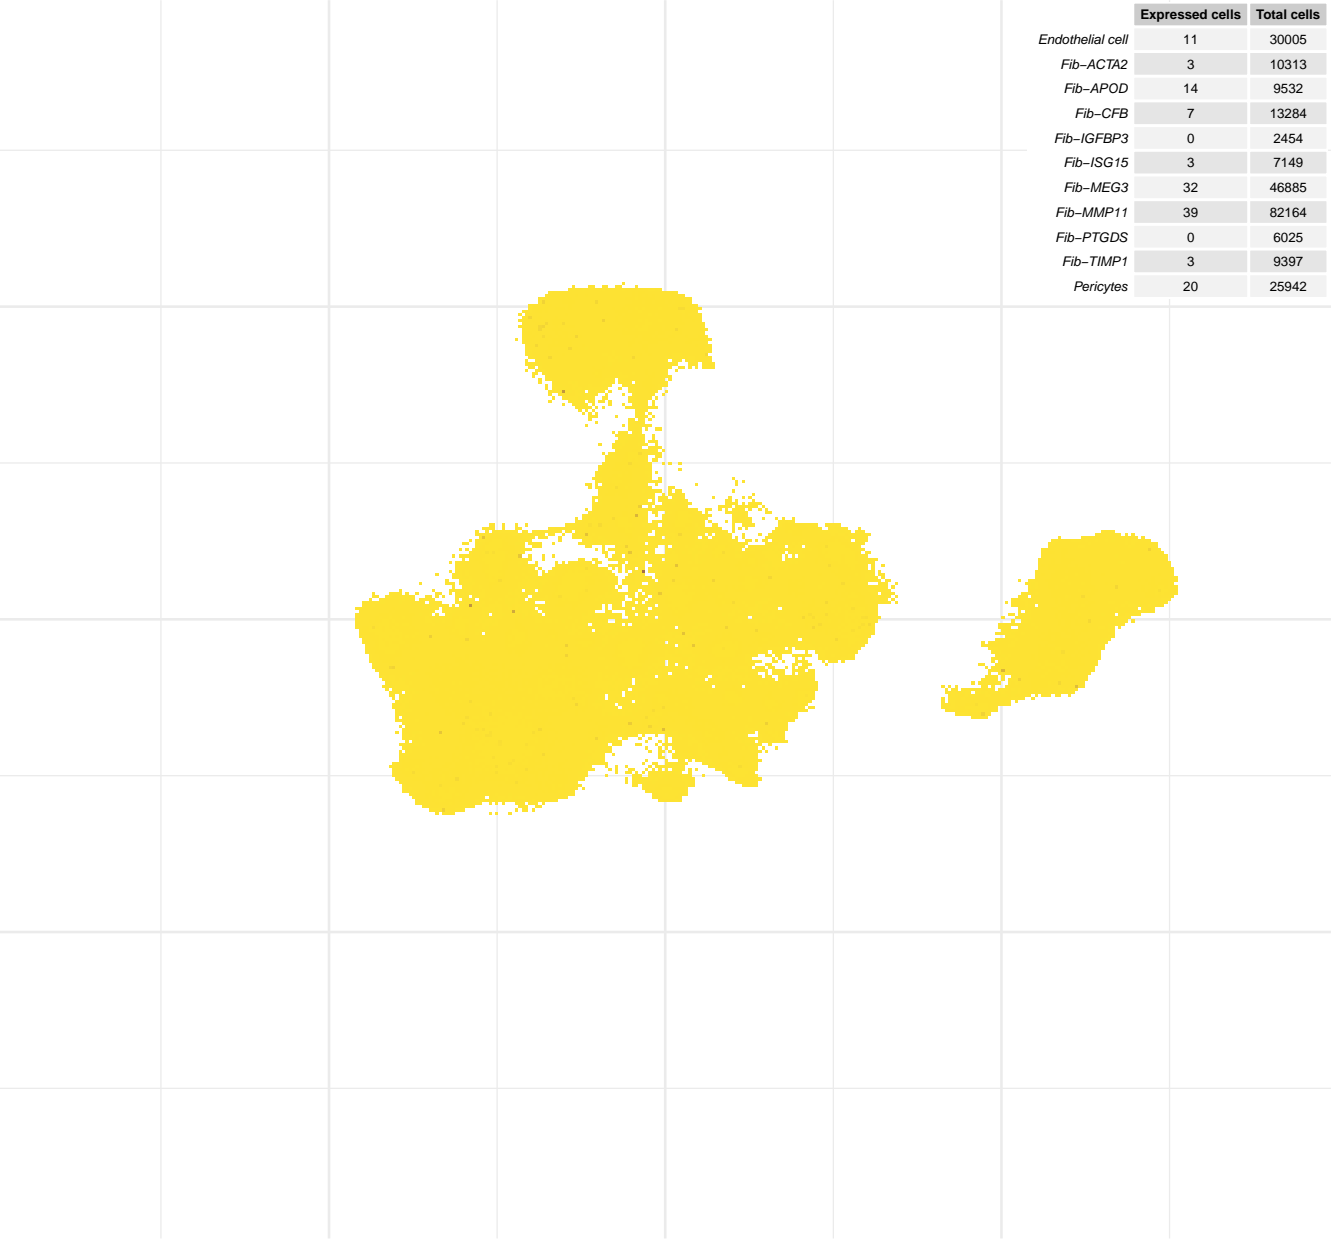 Expressed cells Total cells
Endothelial cell 11 30005
Fib−ACTA2 3 10313
Fib−APOD 14 9532
Fib−CFB 7 13284
Fib−IGFBP3 0 2454
Fib−ISG15 3 7149
Fib−MEG3 32 46885
Fib−MMP11 39 82164
Fib−PTGDS 0 6025
Fib−TIMP1 3 9397
Pericytes 20 25942